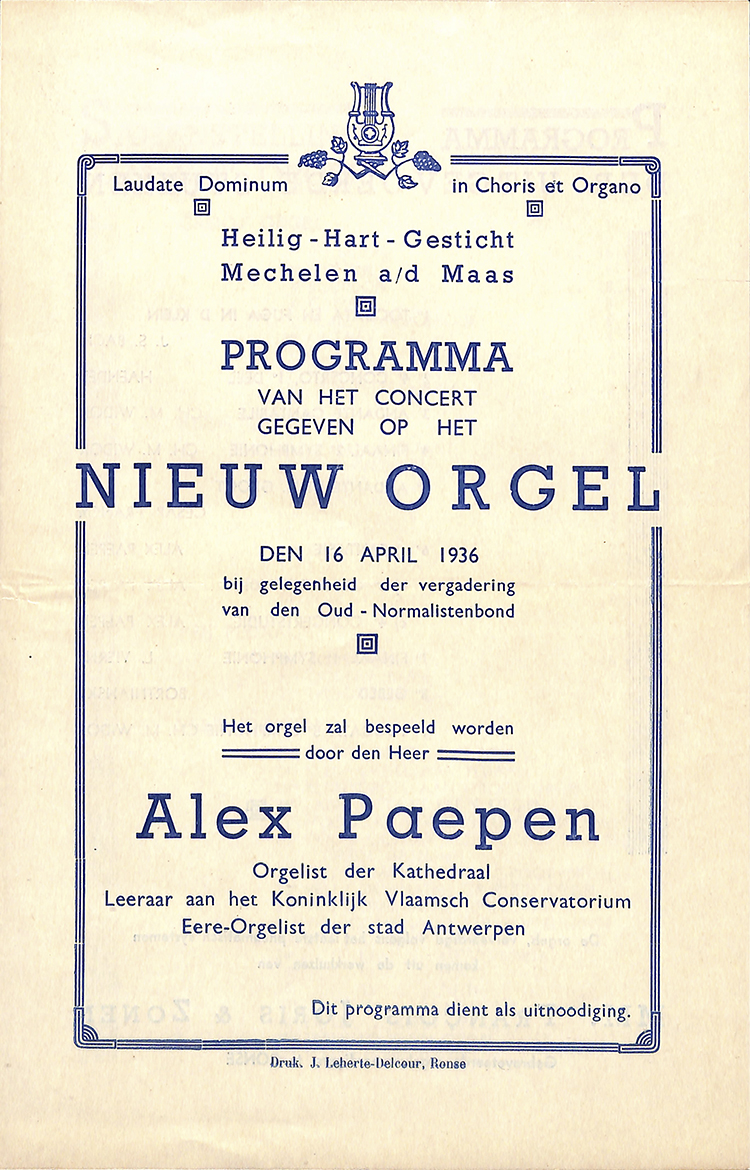 Laudate Dominum in Choris et Organo
Heilig-Hart-Gesticht
Mechelen a/d Maas
PROGRAMMA
VAN HET CONCERT
GEGEVEN OP HET
NIEUW ORGEL
DEN 16 APRIL 1936
bij gelegenheid der vergadering
van den Oud-Normalistenbond
Het orgel zal bespeeld worden
door den Heer
Alex Paepen
Orgelist der Kathedraal
Leeraar aan het Koninklijk Vlaamsch Conservatorium
Eere-Orgelist der stad Antwerpen
Dit programma dient als uitnoodiging.
Druk. J. Leherte-Delcour, Ronse